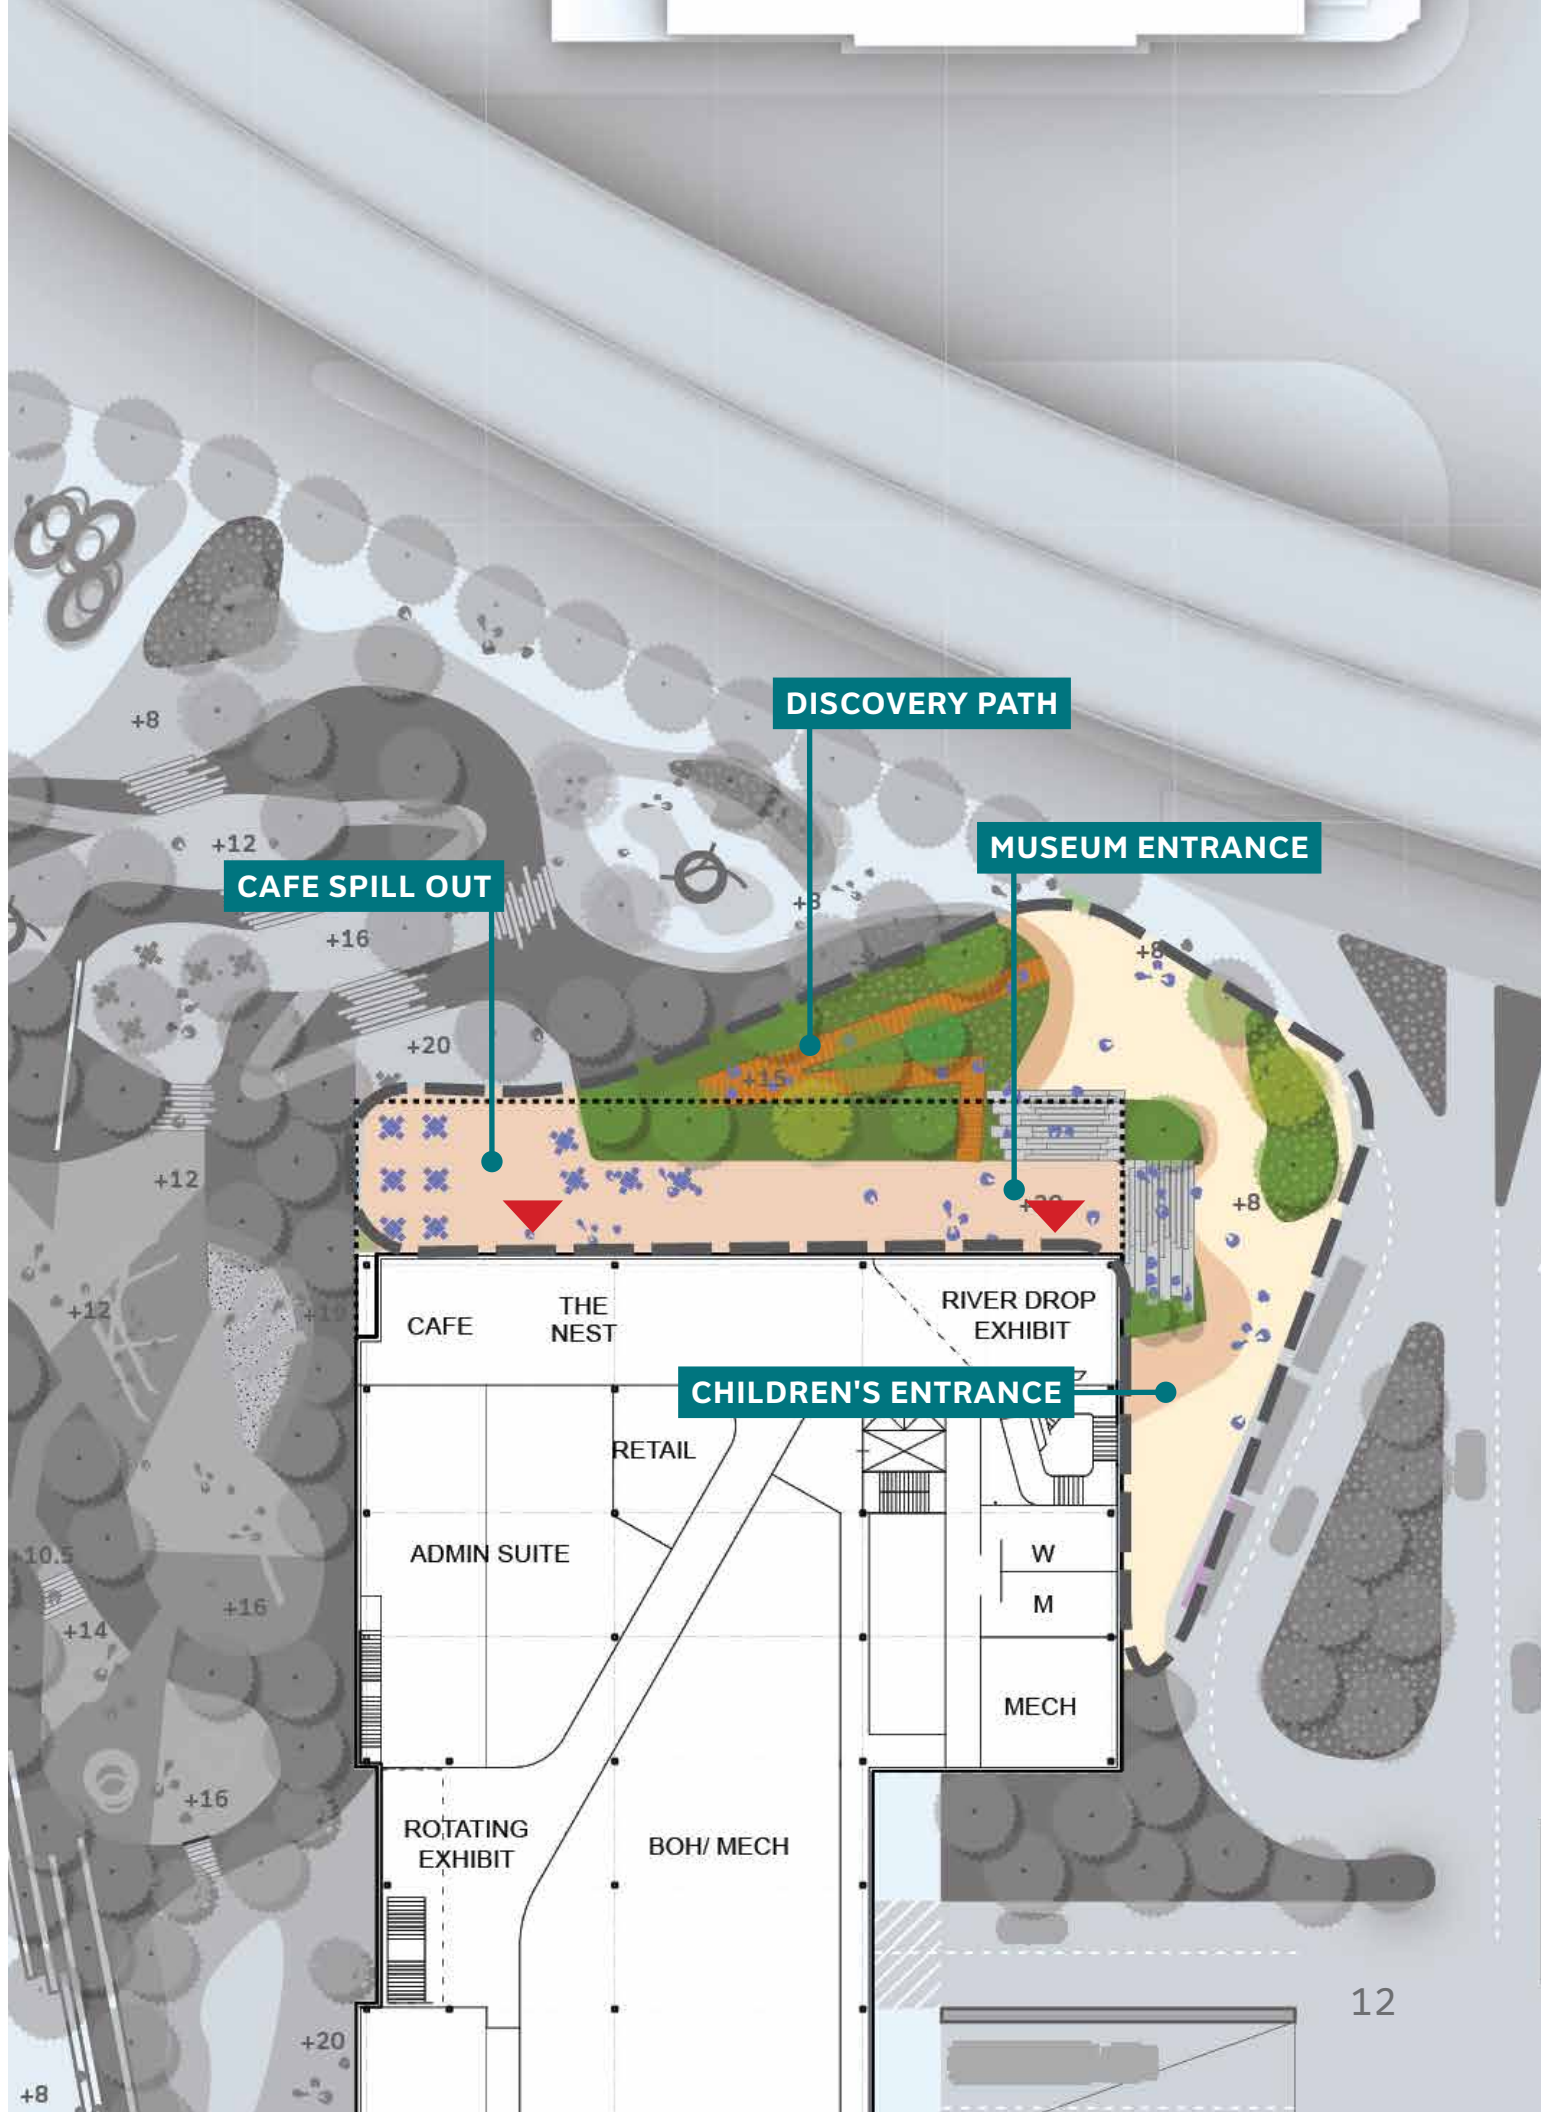 DISCOVERY PATH
+8
MUSEUM ENTRANCE
+12
CAFE SPILL OUT
+8
+16
+8
+20
+15
+12
+8
+20
THE
NEST
CAFE
RIVER DROP
EXHIBIT
+12
CHILDREN'S ENTRANCE
RETAIL
ADMIN SUITE
W
10.5
M
+16
+14
MECH
+16
ROTATING
EXHIBIT
BOH/ MECH
12
+20
+8